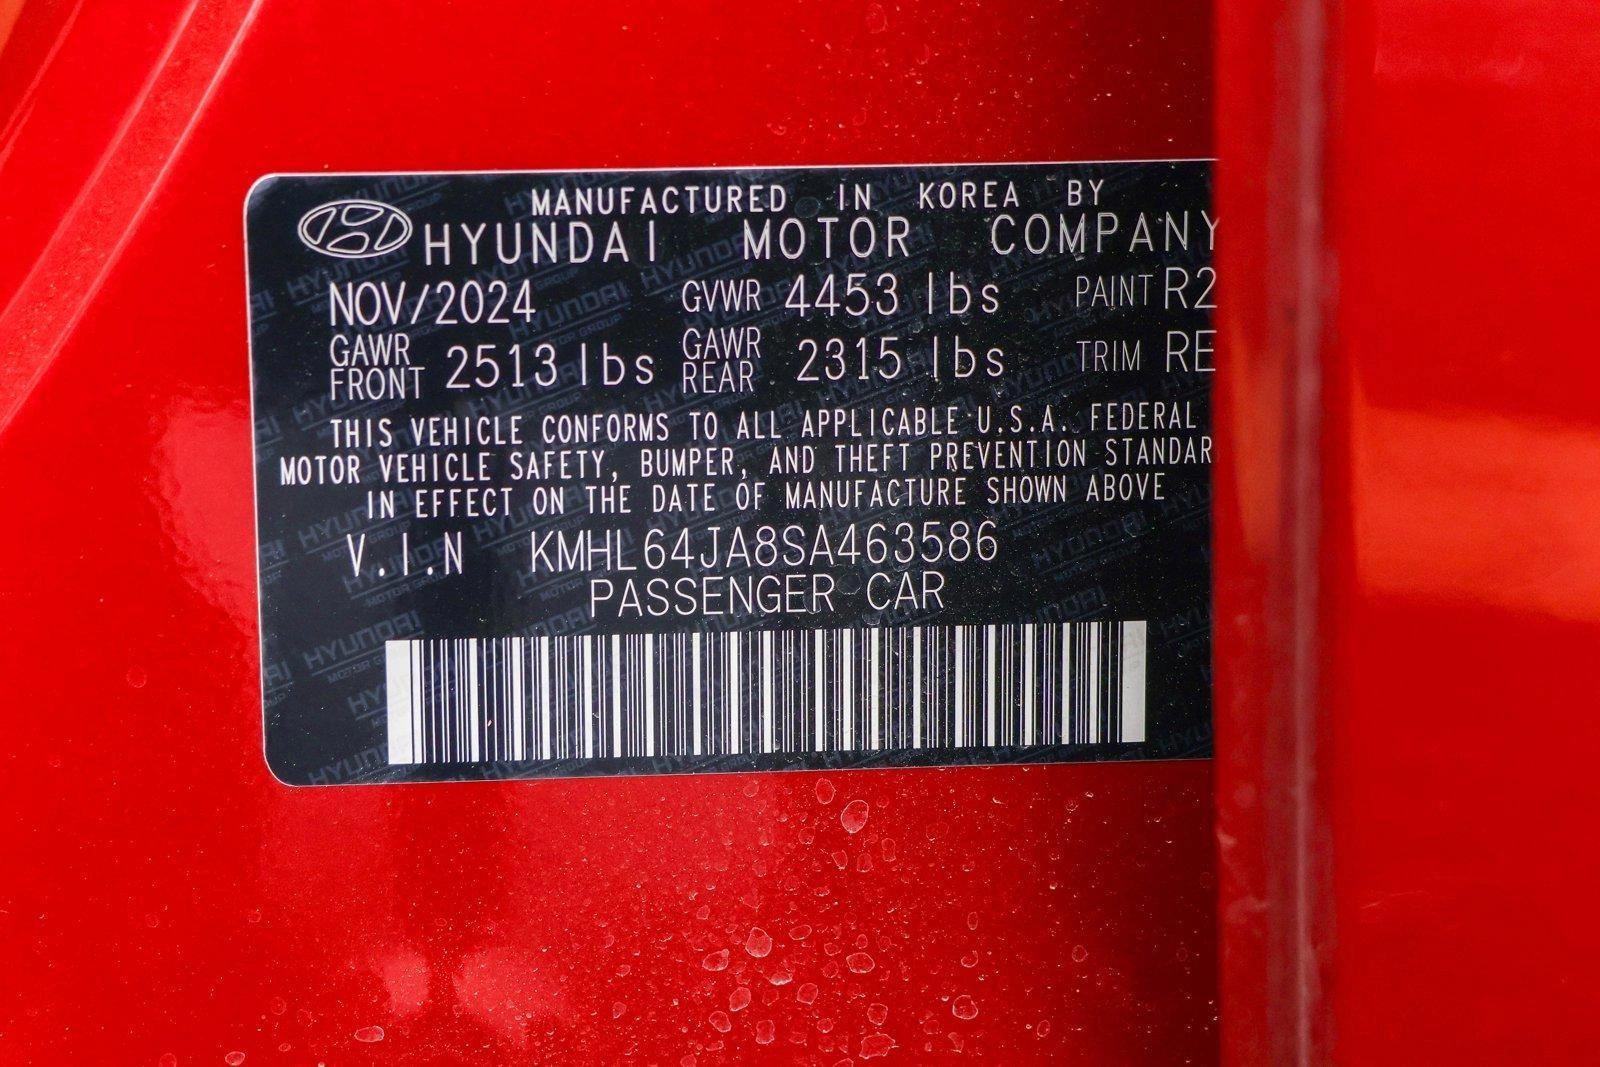 MANUFACTURED IN KOREA BY
HYUNDAI MOTOR COMPANY
NOV/2024 GVWR 4453 lbs PAINT R2
GAWR FRONT 2513 lbs GAWR REAR 2315 lbs TRIM RE
THIS VEHICLE CONFORMS TO ALL APPLICABLE U.S.A. FEDERAL
MOTOR VEHICLE SAFETY, BUMPER, AND THEFT PREVENTION STANDAR
IN EFFECT ON THE DATE OF MANUFACTURE SHOWN ABOVE
V.I.N KMHL64JA8SA463586
PASSENGER CAR